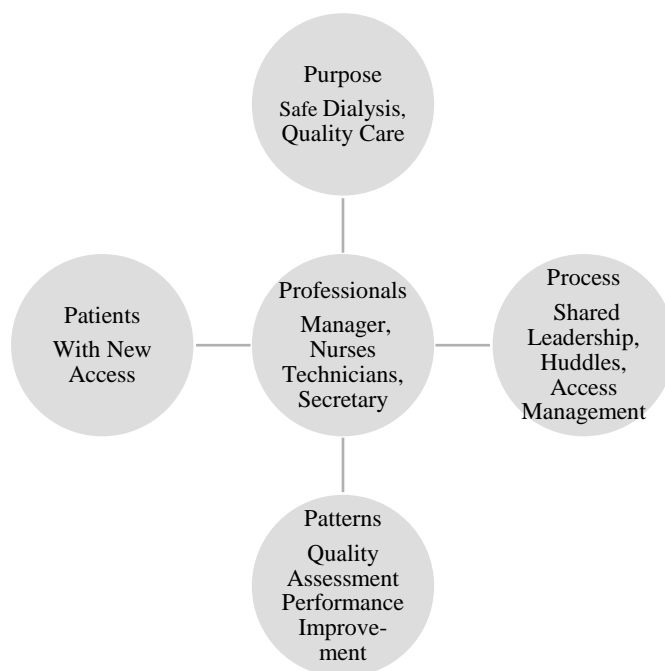 Purpose
Safe Dialysis,
Quality Care
Patients
With New
Access
Professionals
Manager,
Nurses
Technicians,
Secretary
Process
Shared
Leadership,
Huddles,
Access
Management
Patterns
Quality
Assessment
Performance
Improve-
ment